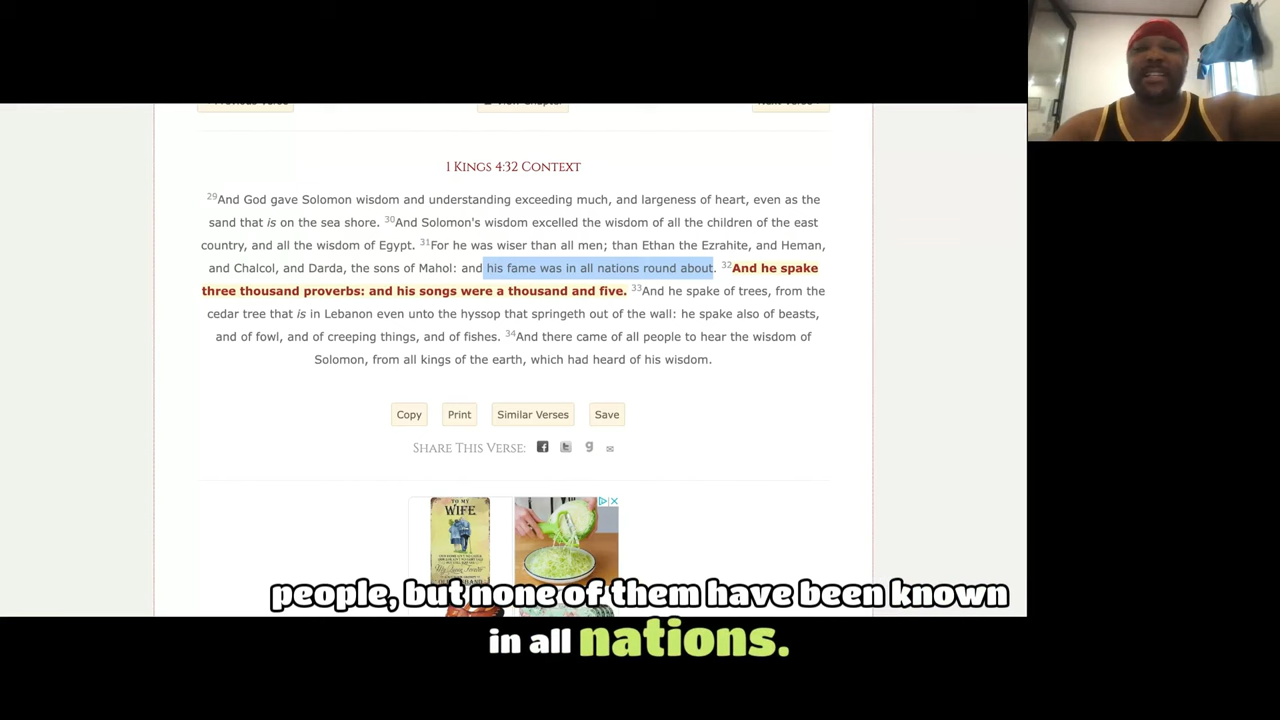 1 Kings 4:32 Context
29And God gave Solomon wisdom and understanding exceeding much, and largeness of heart, even as the
sand that is on the sea shore. 30And Solomon's wisdom excelled the wisdom of all the children of the east
country, and all the wisdom of Egypt. 31For he was wiser than all men; than Ethan the Ezrahite, and Heman,
and Chalcol, and Darda, the sons of Mahol: and his fame was in all nations round about. 32And he spake
three thousand proverbs: and his songs were a thousand and five. 33And he spake of trees, from the
cedar tree that is in Lebanon even unto the hyssop that springeth out of the wall: he spake also of beasts,
and of fowl, and of creeping things, and of fishes. 34And there came of all people to hear the wisdom of
Solomon, from all kings of the earth, which had heard of his wisdom.
Copy Print Similar Verses Save
Share This Verse:
TO MY
WIFE
people, but none of them have been known
in all nations.